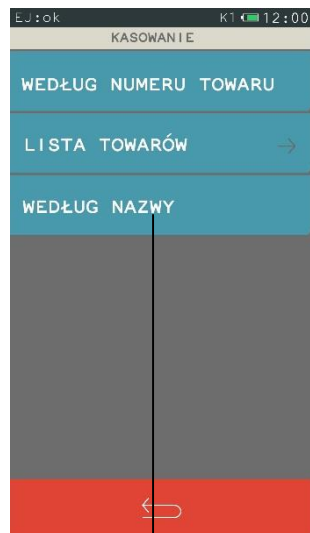 EJ:ok K1 12:00
KASOWANIE
WEDŁUG NUMERU TOWARU
LISTA TOWARÓW
WEDŁUG NAZWY